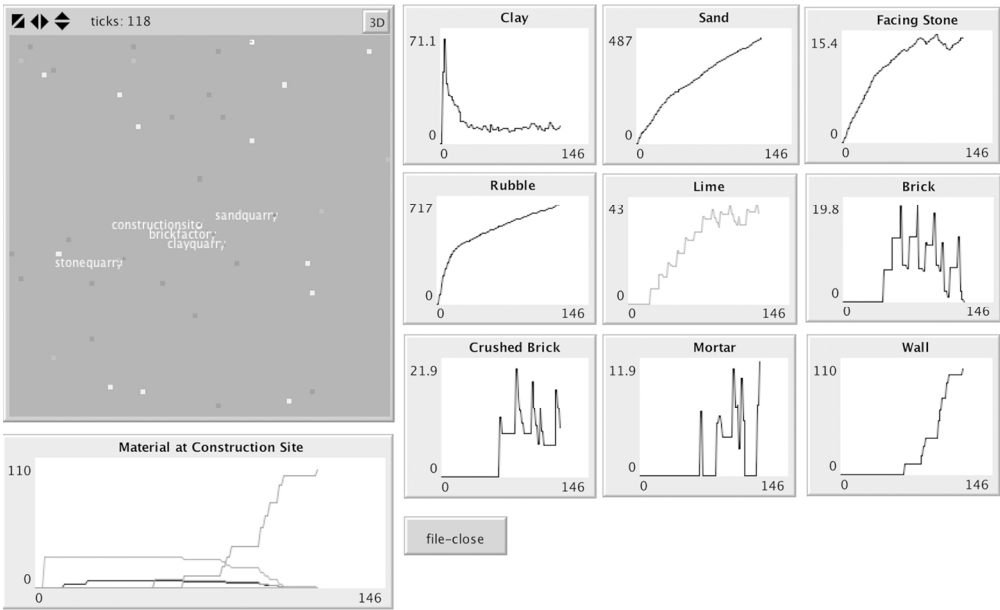 ticks: 118
3D
constructionsite
sandquarry
brickfactory
clayquarry
stonequarry
Material at Construction Site
110
0
0
146
Clay
71.1
0
0
146
Sand
487
0
0
146
Facing Stone
15.4
0
0
146
Rubble
717
0
0
146
Lime
43
0
0
146
Brick
19.8
0
0
146
Crushed Brick
21.9
0
0
146
Mortar
11.9
0
0
146
Wall
110
0
0
146
file-close